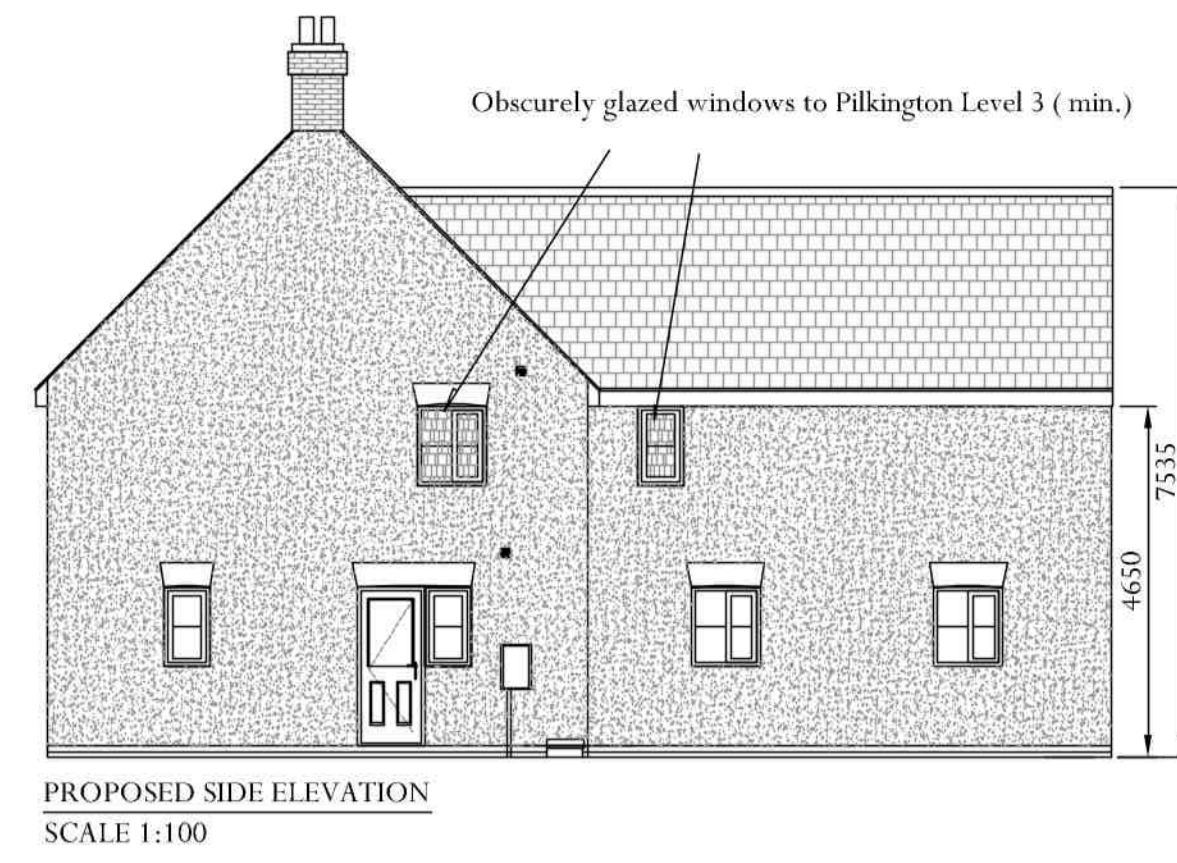 Obscurely glazed windows to Pilkington Level 3 ( min.)
7535
4650
PROPOSED SIDE ELEVATION
SCALE 1:100